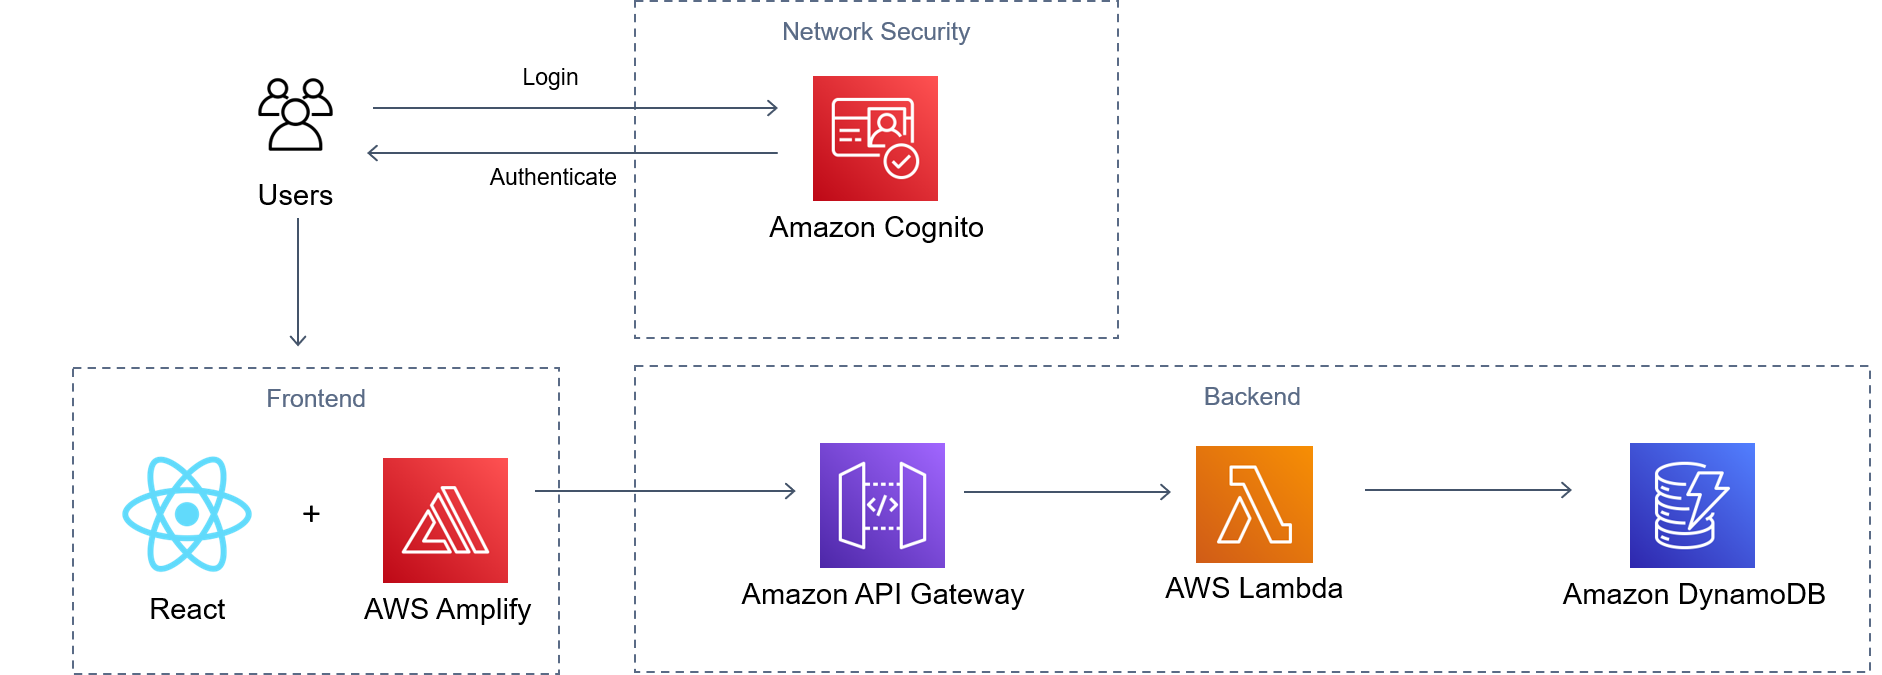 Network Security
Login
Authenticate
Users
Amazon Cognito
Frontend
+
React
AWS Amplify
Backend
Amazon API Gateway
AWS Lambda
Amazon DynamoDB